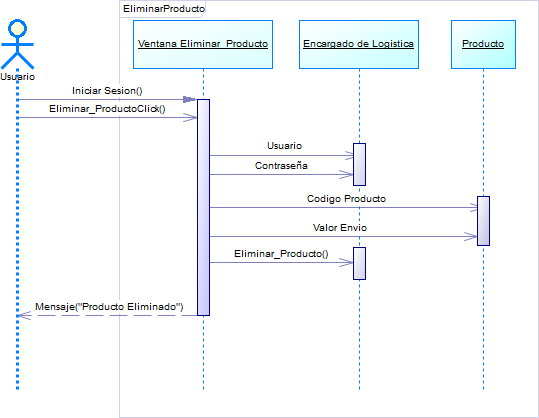 EliminarProducto
Ventana Eliminar_Producto
Encargado de Logistica
Producto
Usuario
Iniciar Sesion()
Eliminar_ProductoClick()
Usuario
Contraseña
Codigo Producto
Valor Envio
Eliminar_Producto()
Mensaje("Producto Eliminado")